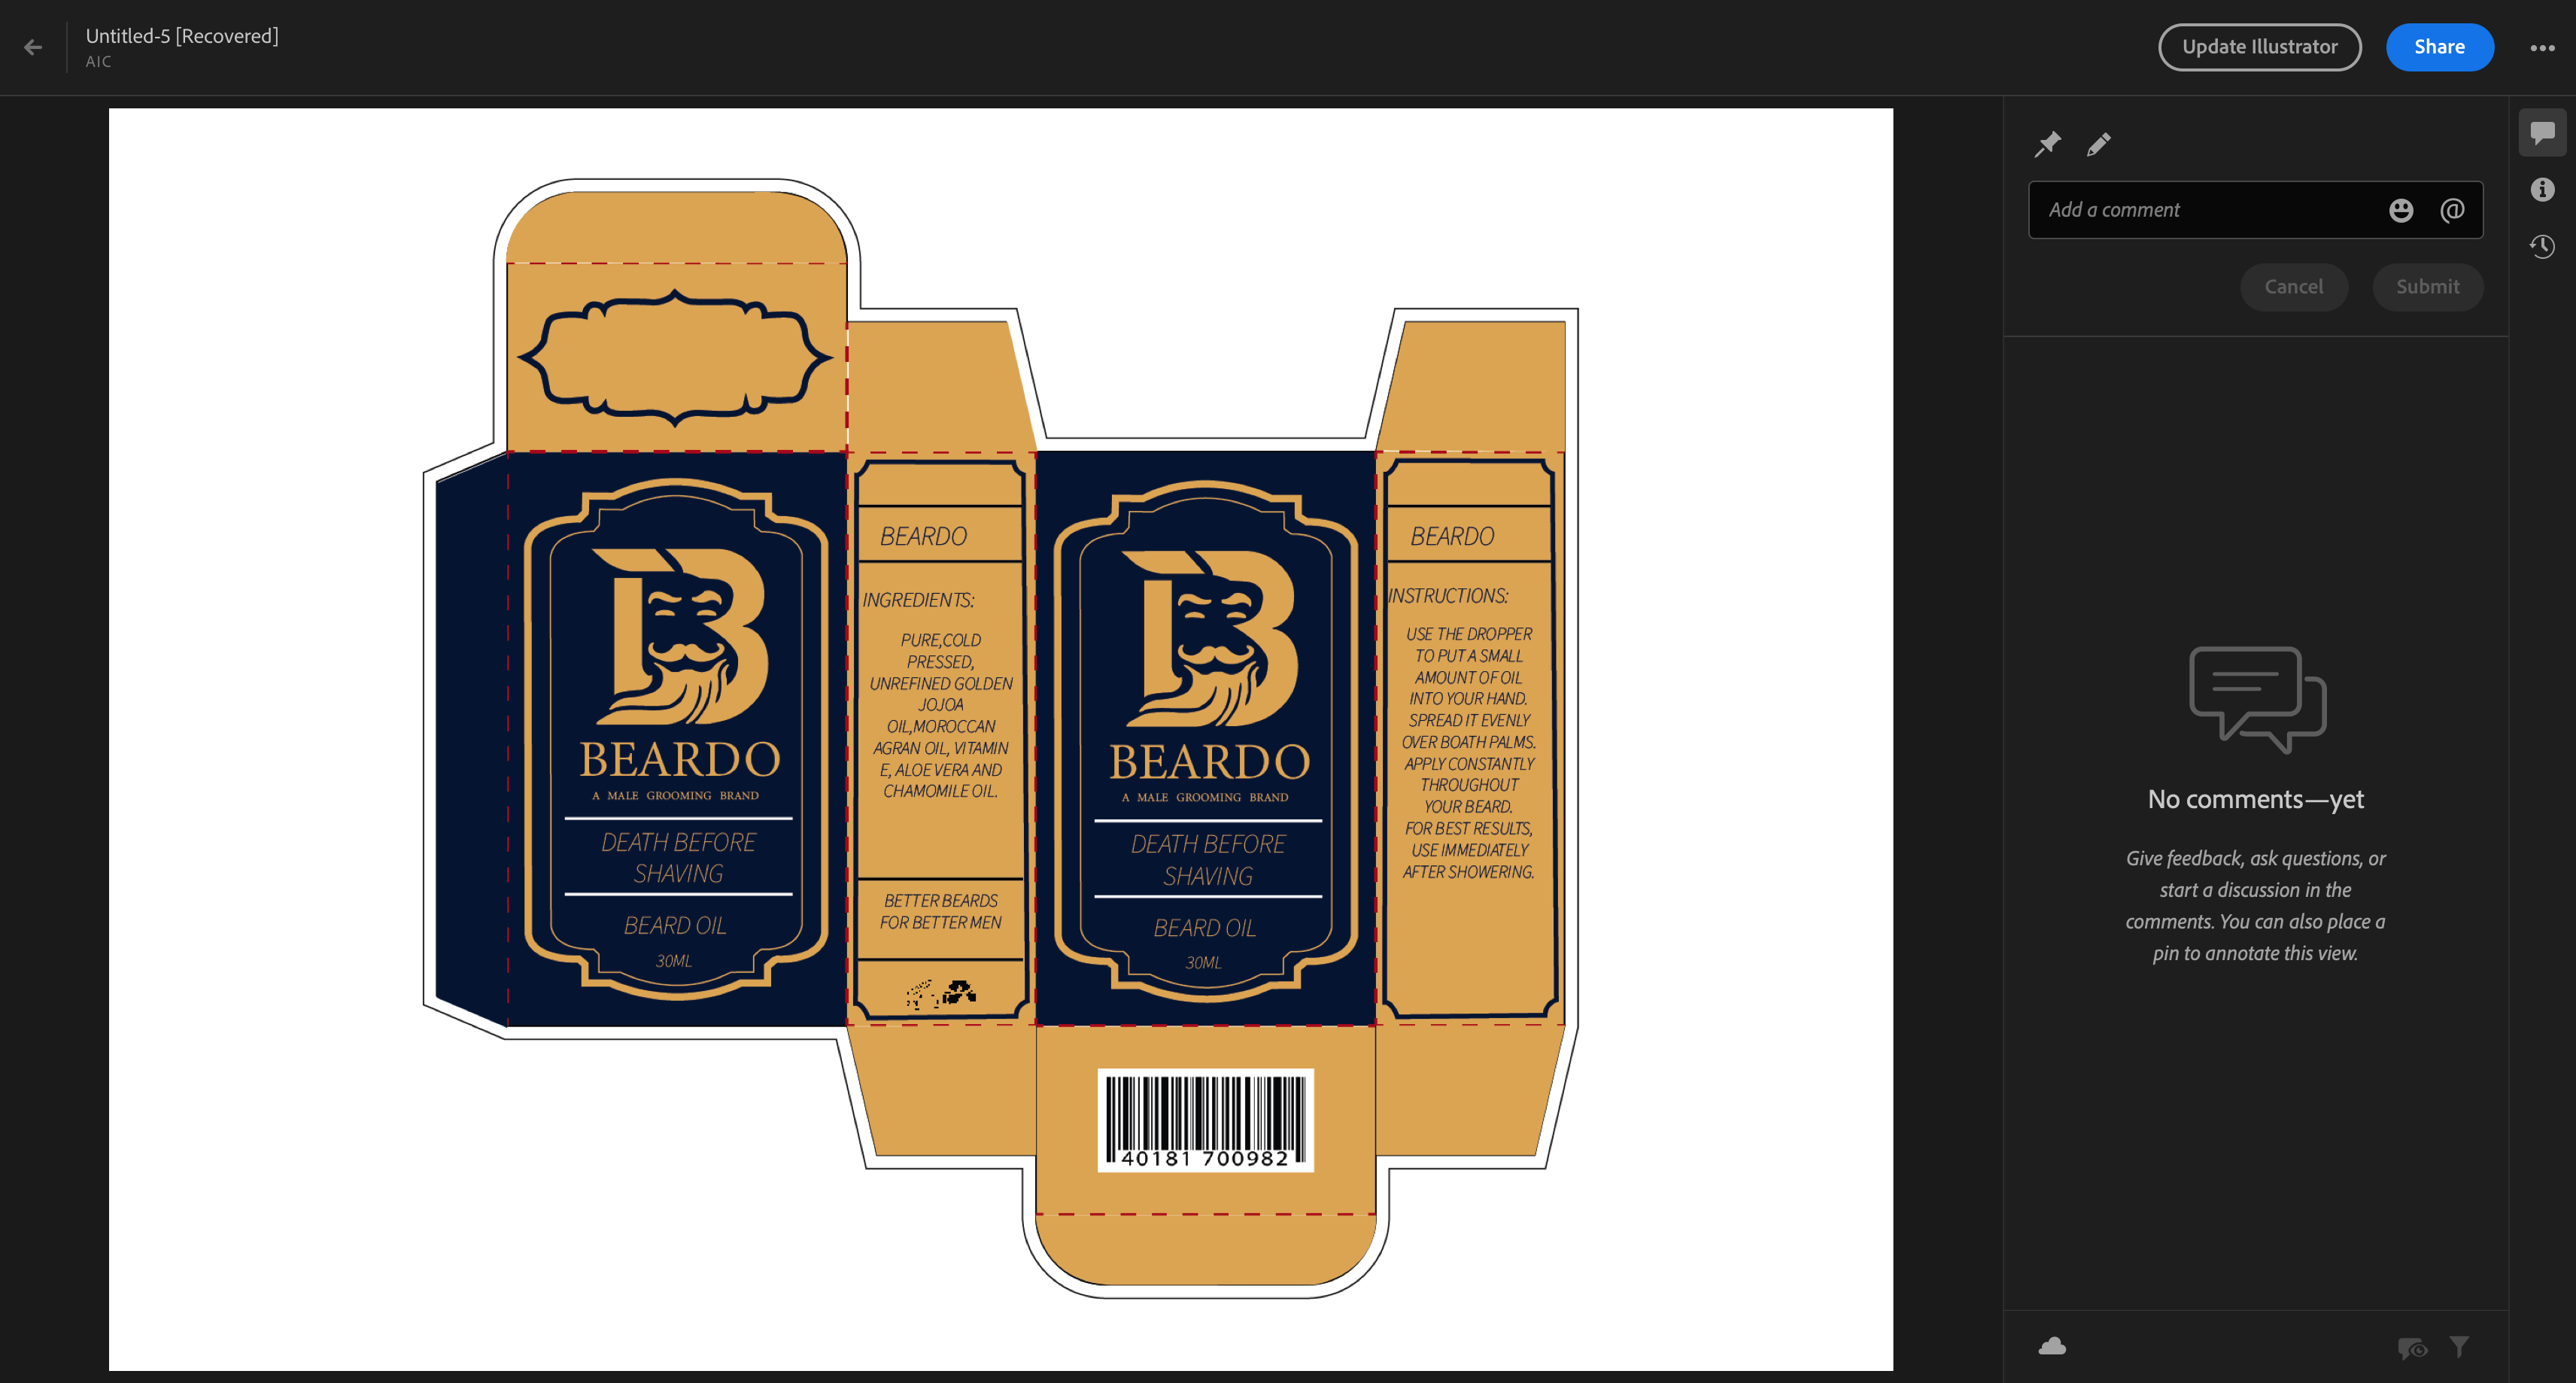 Untitled-5 [Recovered]
AIC
Update Illustrator
Share
Add a comment
Cancel
Submit
No comments—yet
Give feedback, ask questions, or
start a discussion in the
comments. You can also place a
pin to annotate this view.
BEARDO
A MALE GROOMING BRAND
DEATH BEFORE
SHAVING
BEARD OIL
30ML
BEARDO
INGREDIENTS:
PURE,COLD
PRESSED,
UNREFINED GOLDEN
JOJOA
OIL,MOROCCAN
AGRAN OIL, VITAMIN
E, ALOE VERA AND
CHAMOMILE OIL.
BETTER BEARDS
FOR BETTER MEN
BEARDO
A MALE GROOMING BRAND
DEATH BEFORE
SHAVING
BEARD OIL
30ML
BEARDO
INSTRUCTIONS:
USE THE DROPPER
TO PUT A SMALL
AMOUNT OF OIL
INTO YOUR HAND.
SPREAD IT EVENLY
OVER BOATH PALMS.
APPLY CONSTANTLY
THROUGHOUT
YOUR BEARD.
FOR BEST RESULTS,
USE IMMEDIATELY
AFTER SHOWERING.
40181 700982